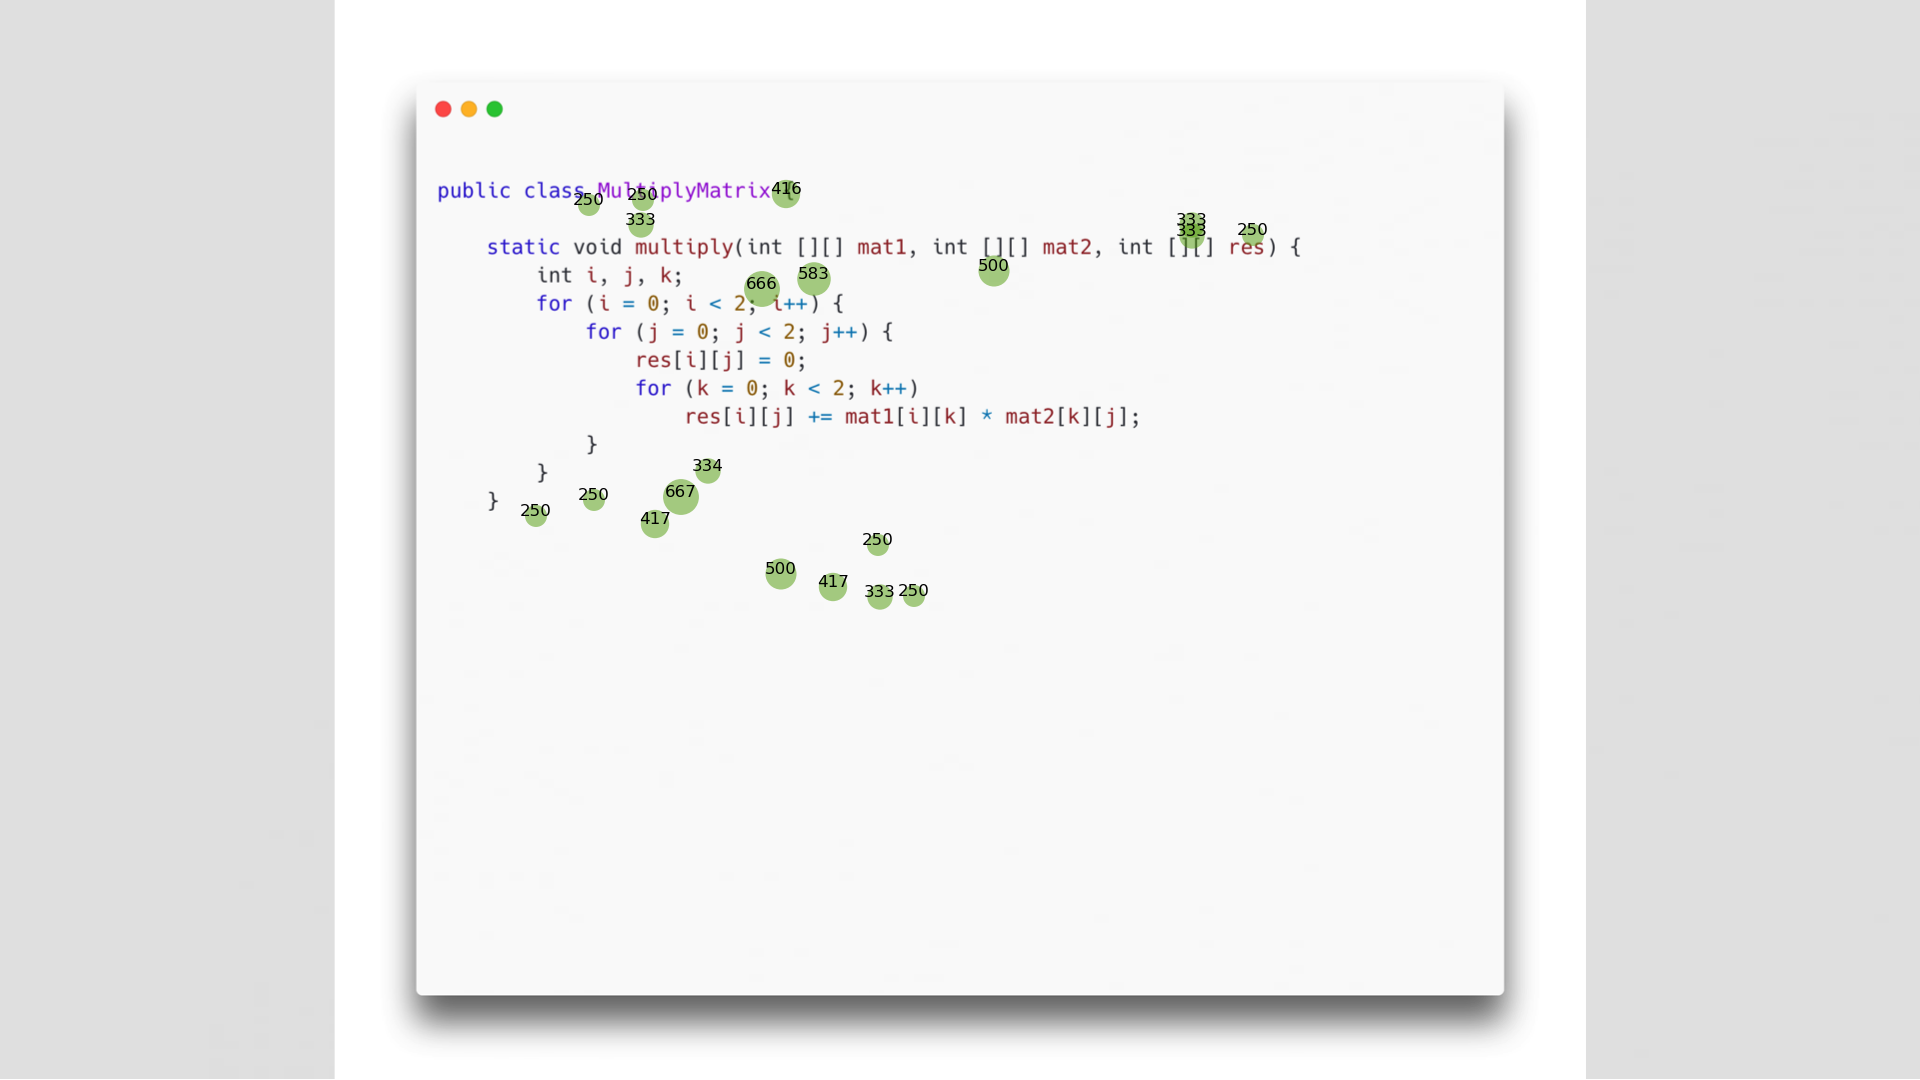 public class MultiplyMatrix {
250 250 416
333 333 333 250
static void multiply(int [][] mat1, int [][] mat2, int [][] res) {
int i, j, k;
666 583 500
for (i = 0; i < 2; i++) {
for (j = 0; j < 2; j++) {
res[i][j] = 0;
for (k = 0; k < 2; k++)
res[i][j] += mat1[i][k] * mat2[k][j];
}
}
334
}
250 250 667
417
250
500 417 333 250